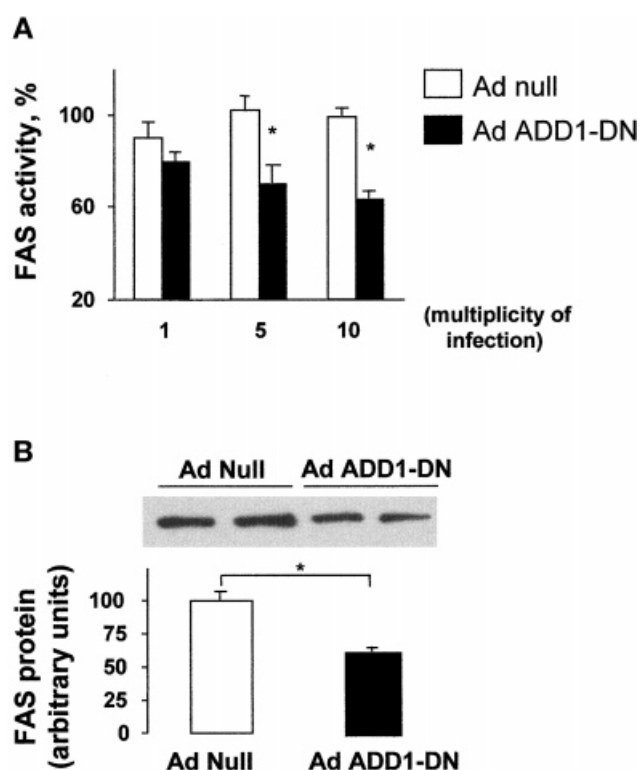 A
FAS activity, %
100
60
20
* *
1 5 10
(multiplicity of
infection)
Ad null
Ad ADD1-DN
B
Ad Null Ad ADD1-DN
FAS protein
(arbitrary units)
100
75
50
25
0
*
Ad Null Ad ADD1-DN